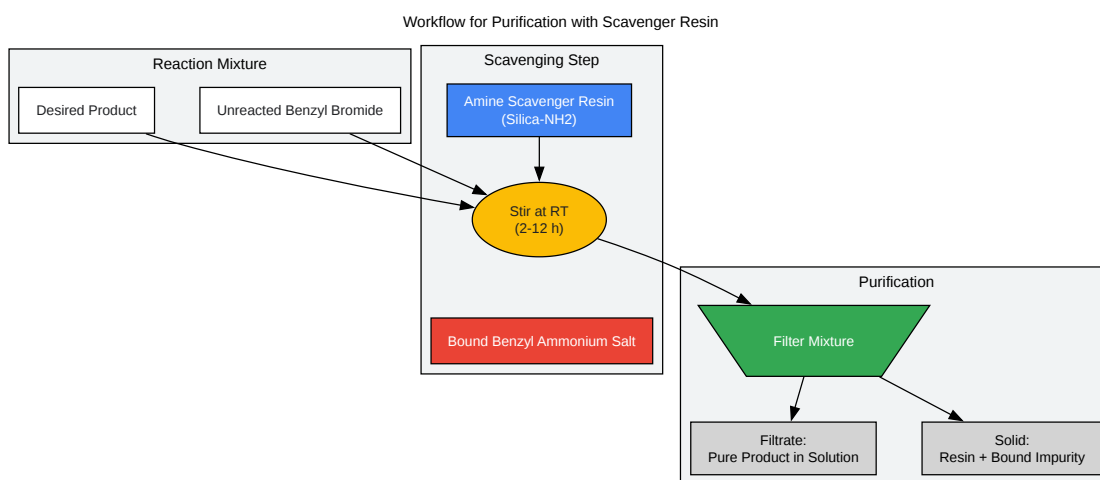 Workflow for Purification with Scavenger Resin
Reaction Mixture
Desired Product
Unreacted Benzyl Bromide
Scavenging Step
Amine Scavenger Resin
(Silica-NH2)
Stir at RT
(2-12 h)
Bound Benzyl Ammonium Salt
Purification
Filter Mixture
Filtrate:
Pure Product in Solution
Solid:
Resin + Bound Impurity